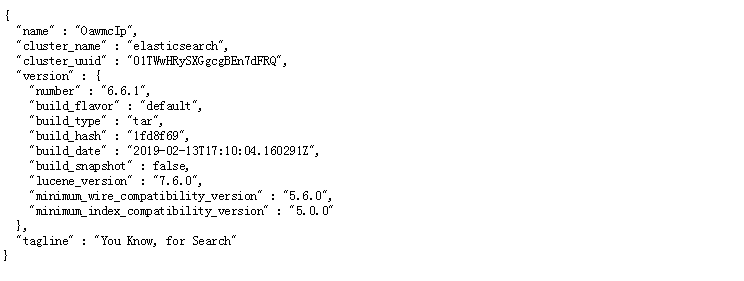 {
"name" : "OawmcIp",
"cluster_name" : "elasticsearch",
"cluster_uuid" : "01TWwHRySXGgcgBEn7dFRQ",
"version" : {
"number" : "6.6.1",
"build_flavor" : "default",
"build_type" : "tar",
"build_hash" : "1fd8f69",
"build_date" : "2019-02-13T17:10:04.160291Z",
"build_snapshot" : false,
"lucene_version" : "7.6.0",
"minimum_wire_compatibility_version" : "5.6.0",
"minimum_index_compatibility_version" : "5.0.0"
},
"tagline" : "You Know, for Search"
}